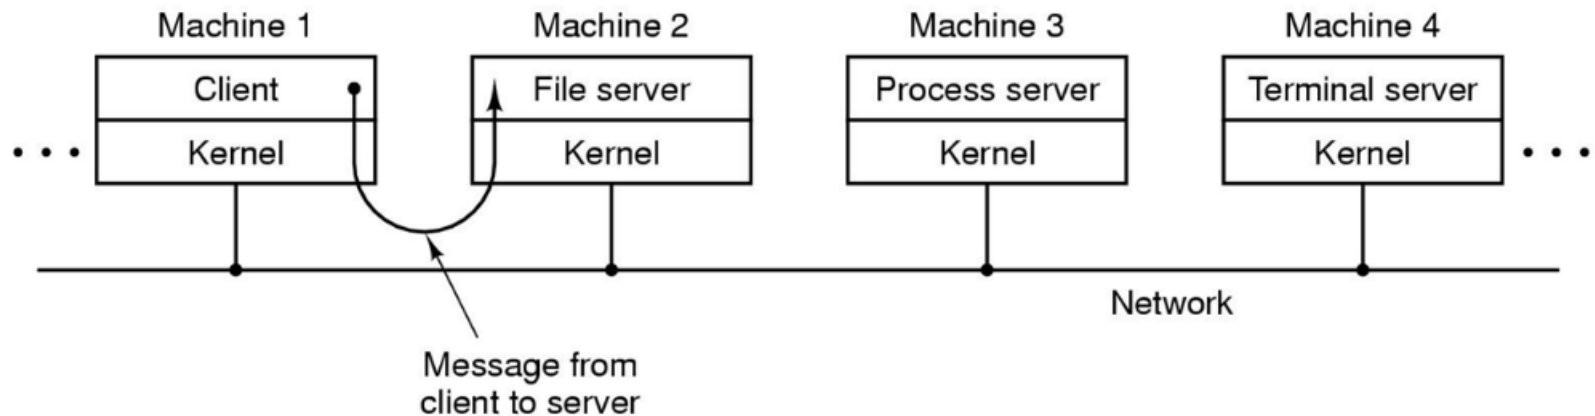 Machine 1
Machine 2
Machine 3
Machine 4
Client
File server
Process server
Terminal server
Kernel
Kernel
Kernel
Kernel
Network
Message from
client to server